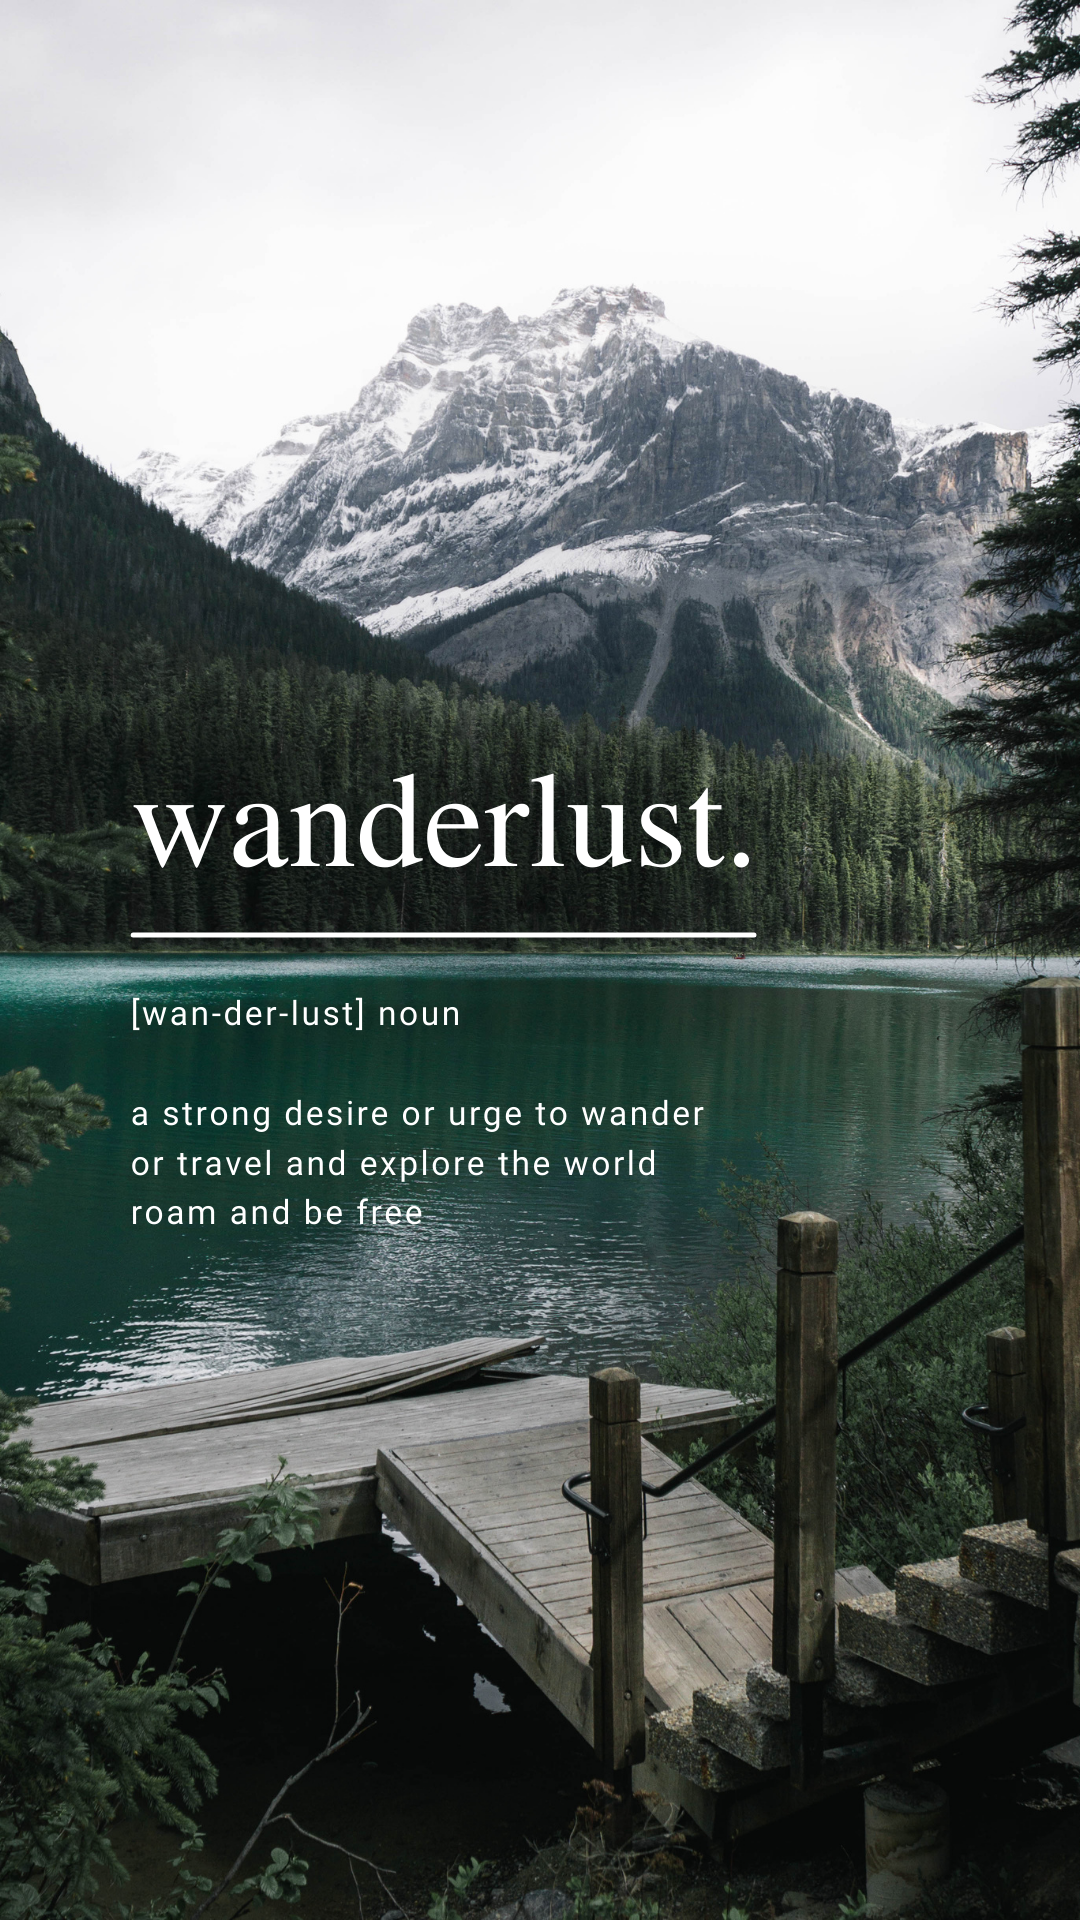 wanderlust.
[wan-der-lust] noun
a strong desire or urge to wander
or travel and explore the world
roam and be free